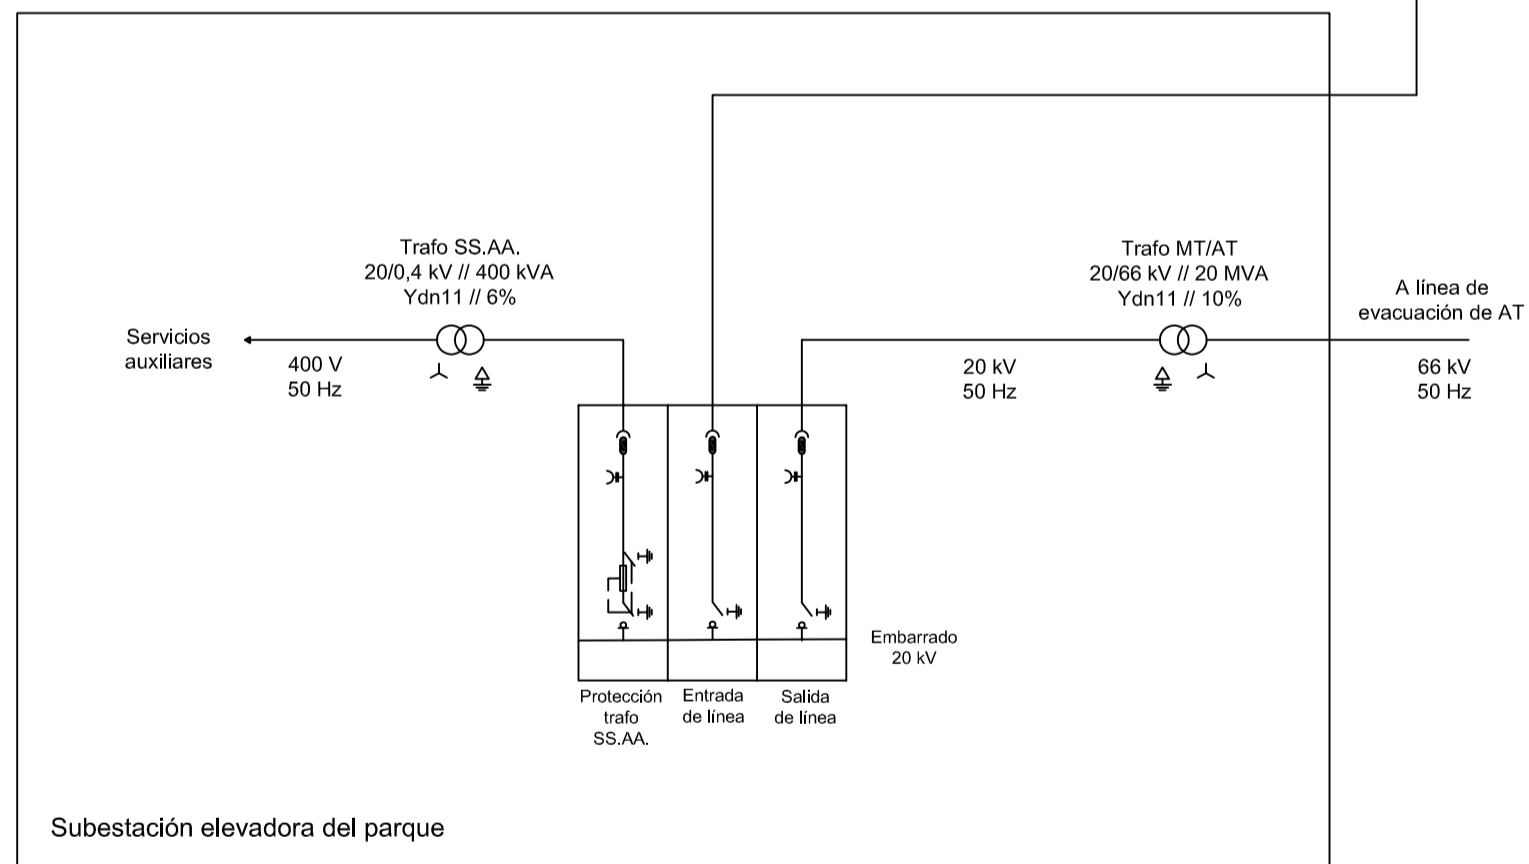 Trafo SS.AA.
20/0,4 kV // 400 kVA
Ydn11 // 6%
Trafo MT/AT
20/66 kV // 20 MVA
Ydn11 // 10%
A línea de
evacuación de AT
Servicios
auxiliares
400 V
50 Hz
20 kV
50 Hz
66 kV
50 Hz
Embarrado
20 kV
Protección
trafo
SS.AA.
Entrada
de línea
Salida
de línea
Subestación elevadora del parque